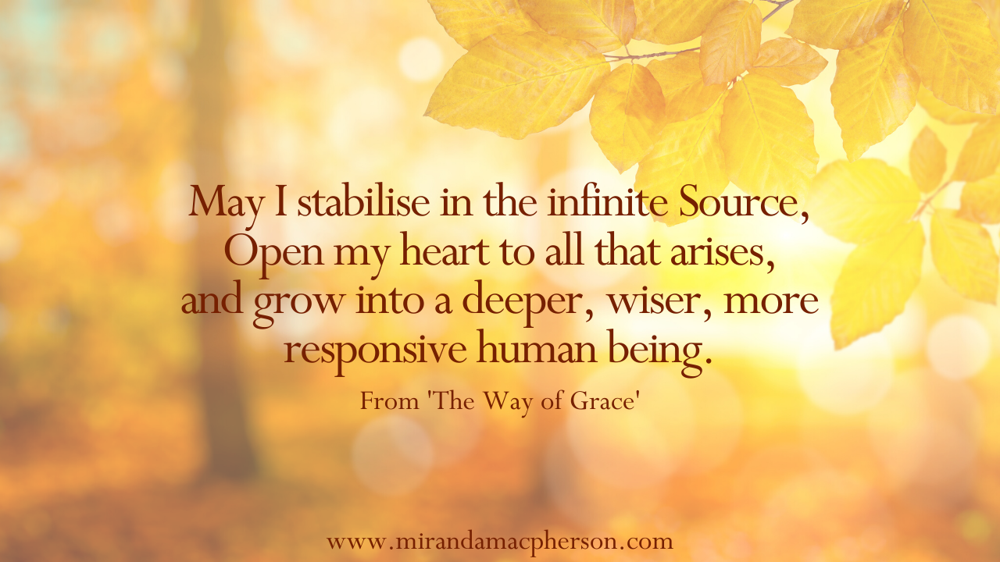 May I stabilise in the infinite Source,
Open my heart to all that arises,
and grow into a deeper, wiser, more
responsive human being.
From 'The Way of Grace'
www.mirandamacpherson.com